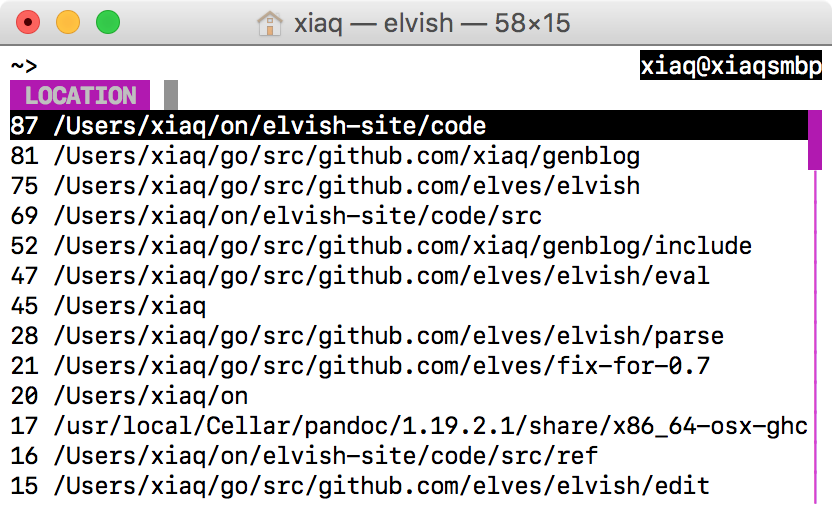 xiaq — elvish — 58×15
~> xiaq@xiaqsmbp
LOCATION
87 /Users/xiaq/on/elvish-site/code
81 /Users/xiaq/go/src/github.com/xiaq/genblog
75 /Users/xiaq/go/src/github.com/elves/elvish
69 /Users/xiaq/on/elvish-site/code/src
52 /Users/xiaq/go/src/github.com/xiaq/genblog/include
47 /Users/xiaq/go/src/github.com/elves/elvish/eval
45 /Users/xiaq
28 /Users/xiaq/go/src/github.com/elves/elvish/parse
21 /Users/xiaq/go/src/github.com/elves/fix-for-0.7
20 /Users/xiaq/on
17 /usr/local/Cellar/pandoc/1.19.2.1/share/x86_64-osx-ghc
16 /Users/xiaq/on/elvish-site/code/src/ref
15 /Users/xiaq/go/src/github.com/elves/elvish/edit